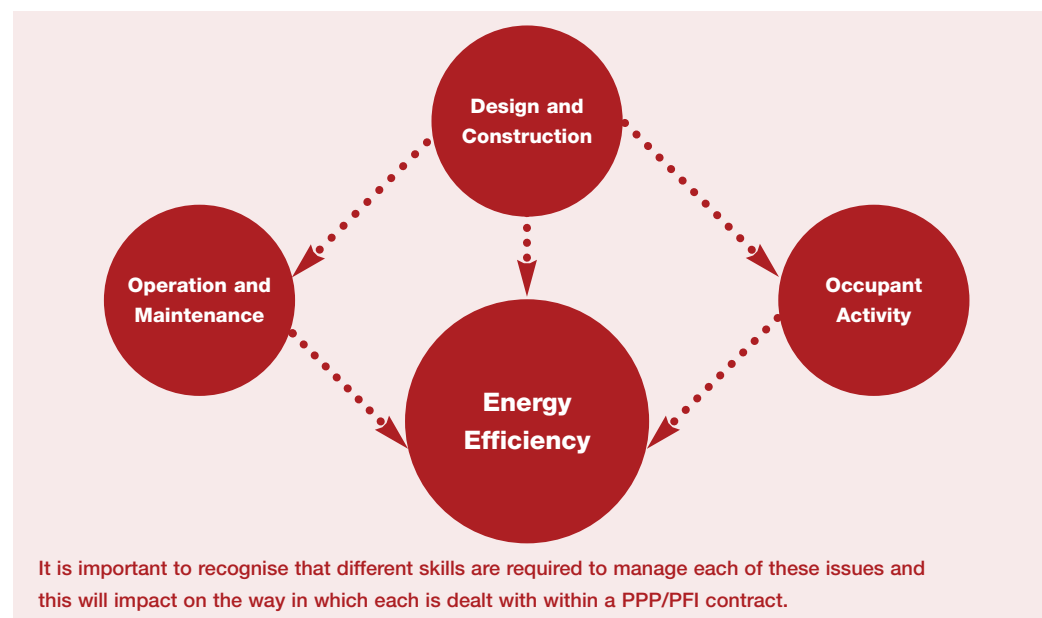 Design and
Construction
Operation and
Maintenance
Occupant
Activity
Energy
Efficiency
It is important to recognise that different skills are required to manage each of these issues and
this will impact on the way in which each is dealt with within a PPP/PFI contract.